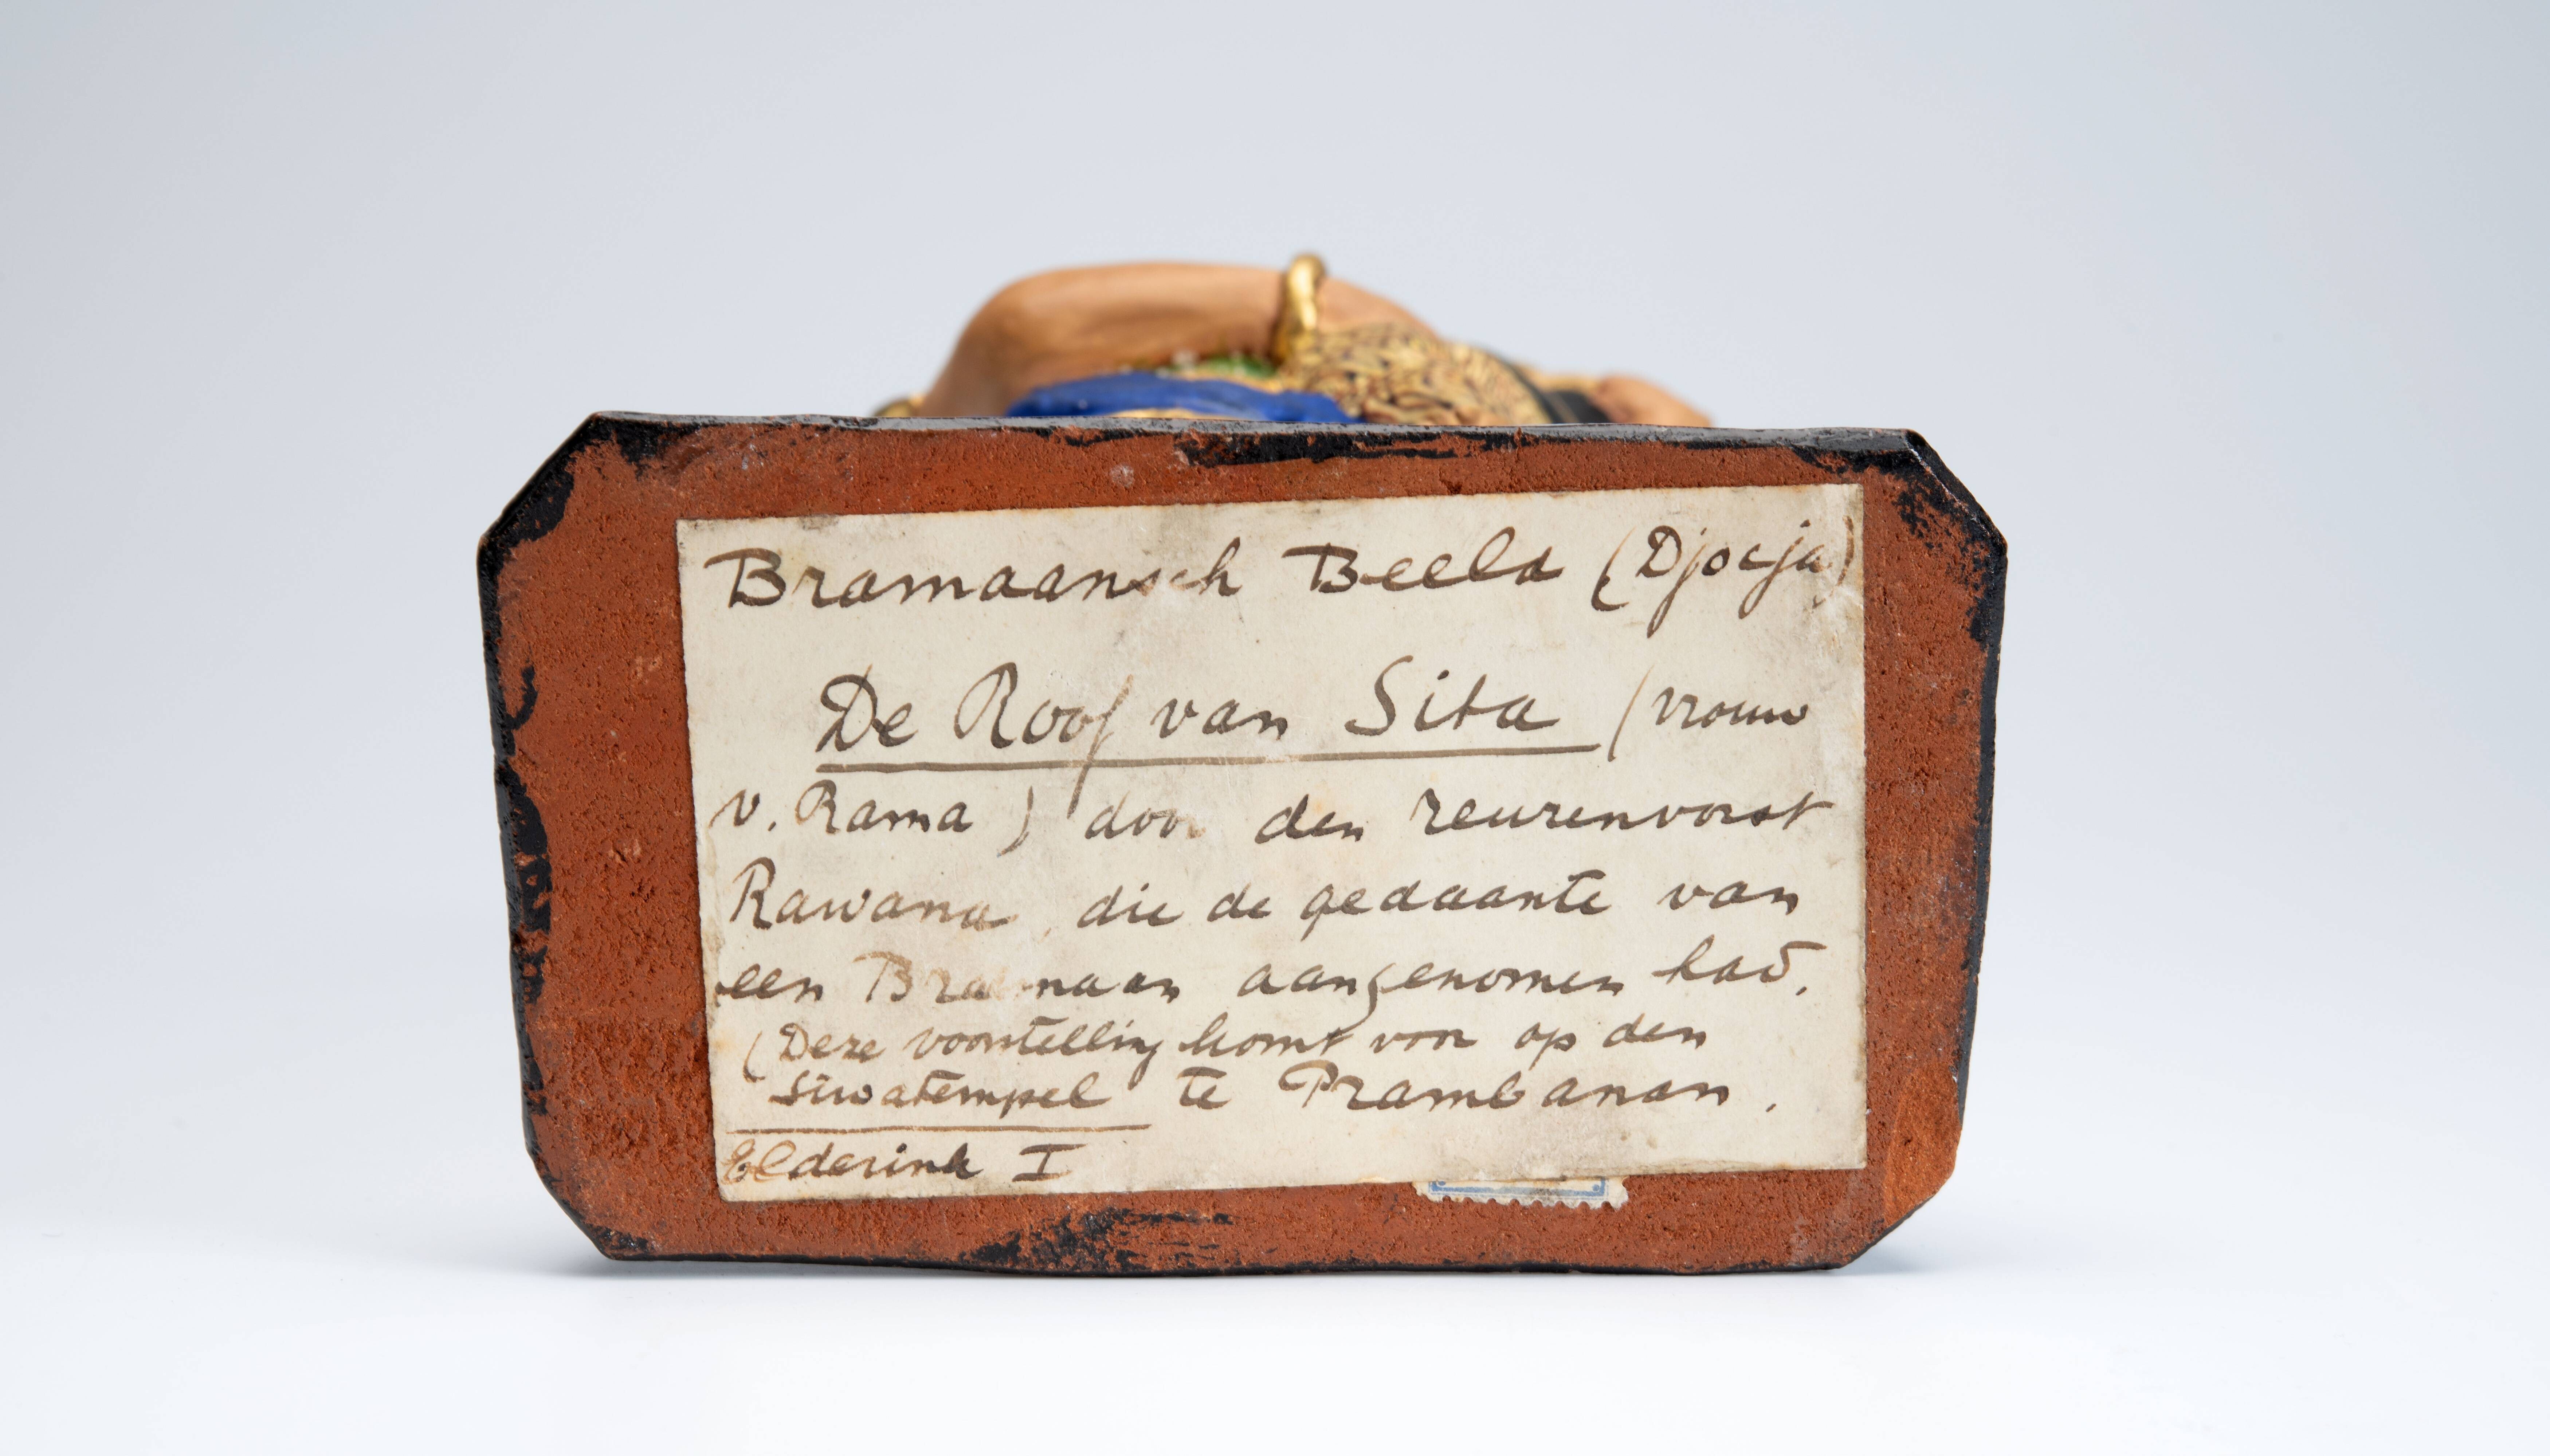 Bramaansch Beeld (Djocja)
De Roof van Sita (vrouw
v. Rama) door den reuzenvorst
Rawana, die de gedaante van
een Bramaan aangenomen had.
(Deze voorstelling komt voor op den
Siwatempel te Prambanan.
Elderink I